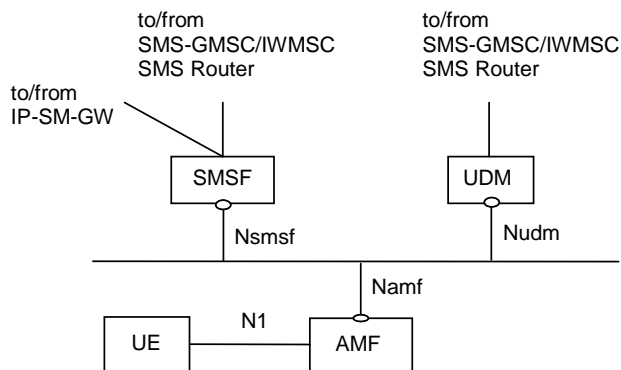 to/from
SMS-GMSC/IWMSC
SMS Router
to/from
SMS-GMSC/IWMSC
SMS Router
to/from
IP-SM-GW
SMSF
UDM
Nsmsf
Nudm
Namf
N1
UE
AMF